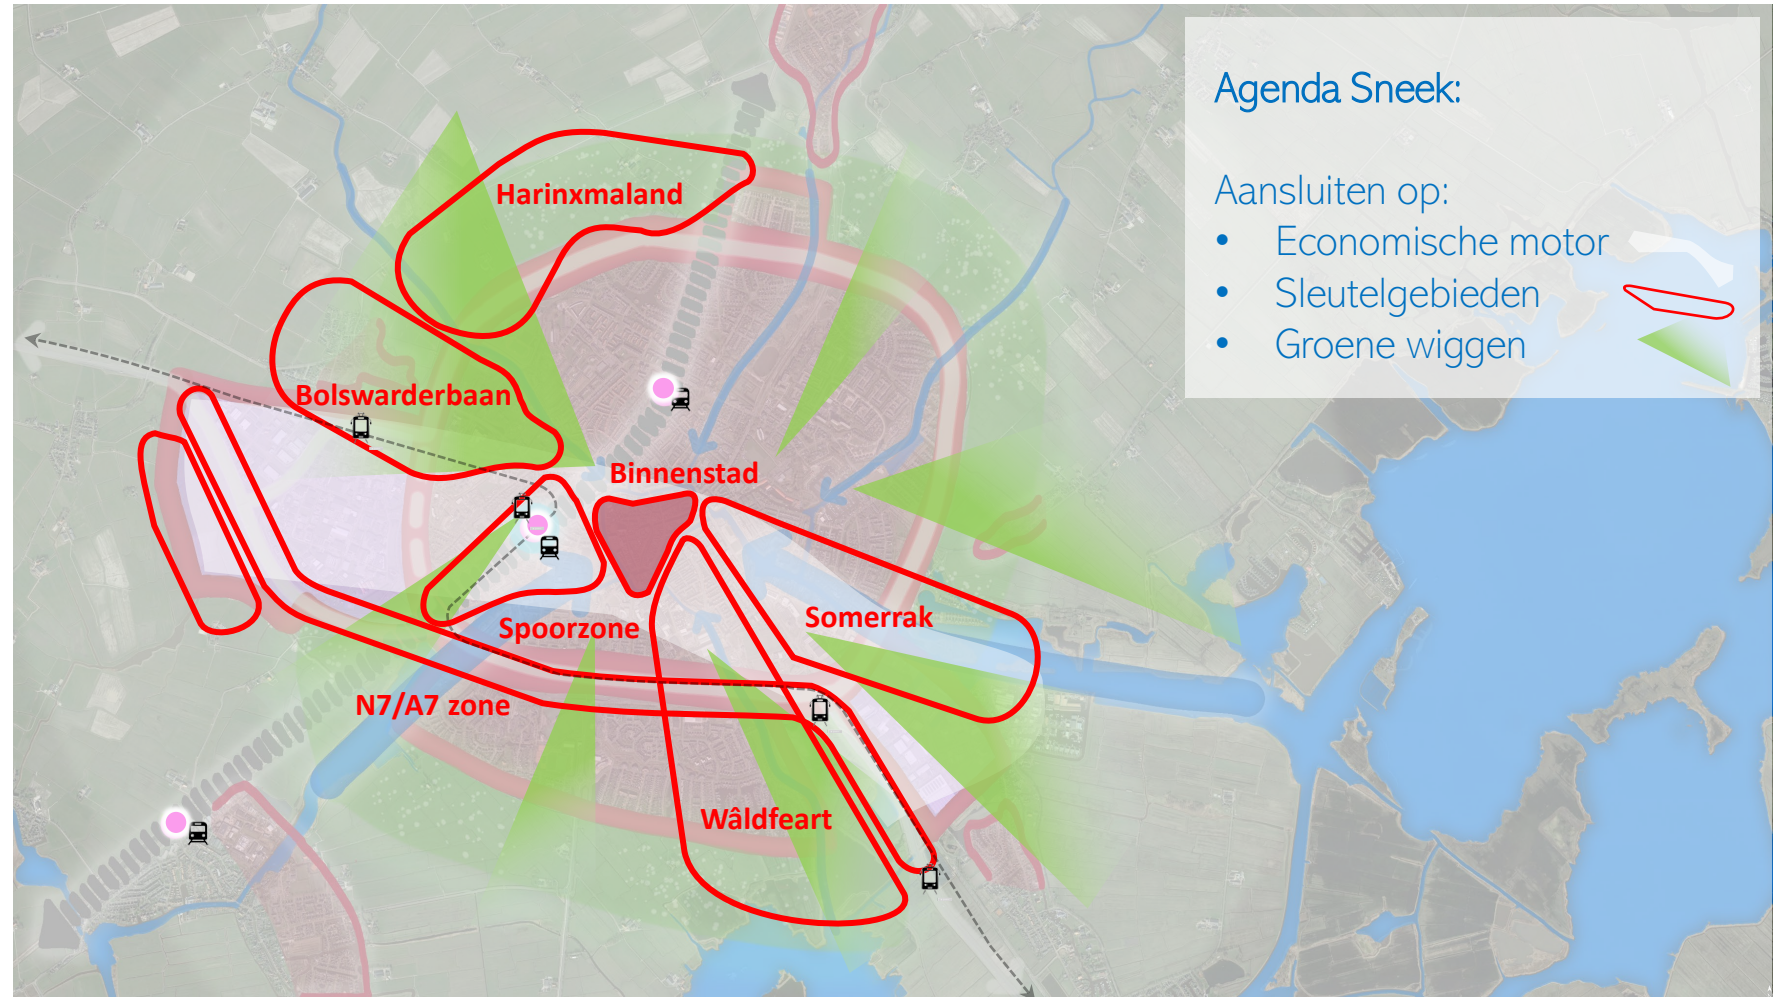 Agenda Sneek:
Aansluiten op:
• Economische motor
• Sleutelgebieden
• Groene wiggen
Harinxmaland
Bolswarderbaan
Binnenstad
Somerrak
Spoorzone
N7/A7 zone
Wâldfeart